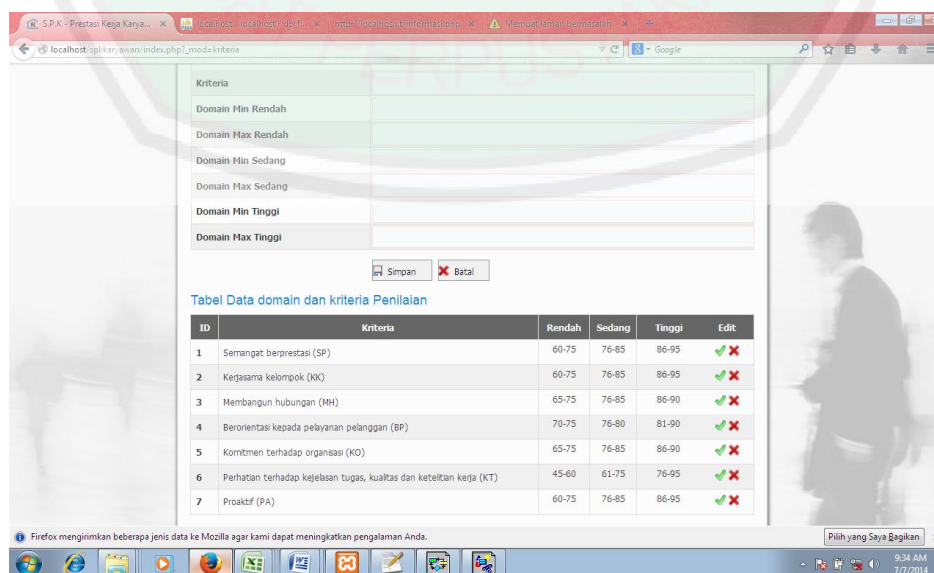 S.P.K - Prestasi Kerja Karya...
Memuat laman bermasalah
localhost/spkkaryawan/index.php?_mod=kriteria
Google
Kriteria
Domain Min Rendah
Domain Max Rendah
Domain Min Sedang
Domain Max Sedang
Domain Min Tinggi
Domain Max Tinggi
Simpan Batal
Tabel Data domain dan kriteria Penilaian
ID Kriteria Rendah Sedang Tinggi Edit
1 Semangat berprestasi (SP) 60-75 76-85 86-95
2 Kerjasama kelompok (KK) 60-75 76-85 86-95
3 Membangun hubungan (MH) 65-75 76-85 86-90
4 Berorientasi kepada pelayanan pelanggan (BP) 70-75 76-80 81-90
5 Komitmen terhadap organisasi (KO) 65-75 76-85 86-90
6 Perhatian terhadap kejelasan tugas, kualitas dan ketelitian kerja (KT) 45-60 61-75 76-95
7 Proaktif (PA) 60-75 76-85 86-95
Firefox mengirimkan beberapa jenis data ke Mozilla agar kami dapat meningkatkan pengalaman Anda. Pilih yang Saya Bagikan
9:34 AM
7/7/2014